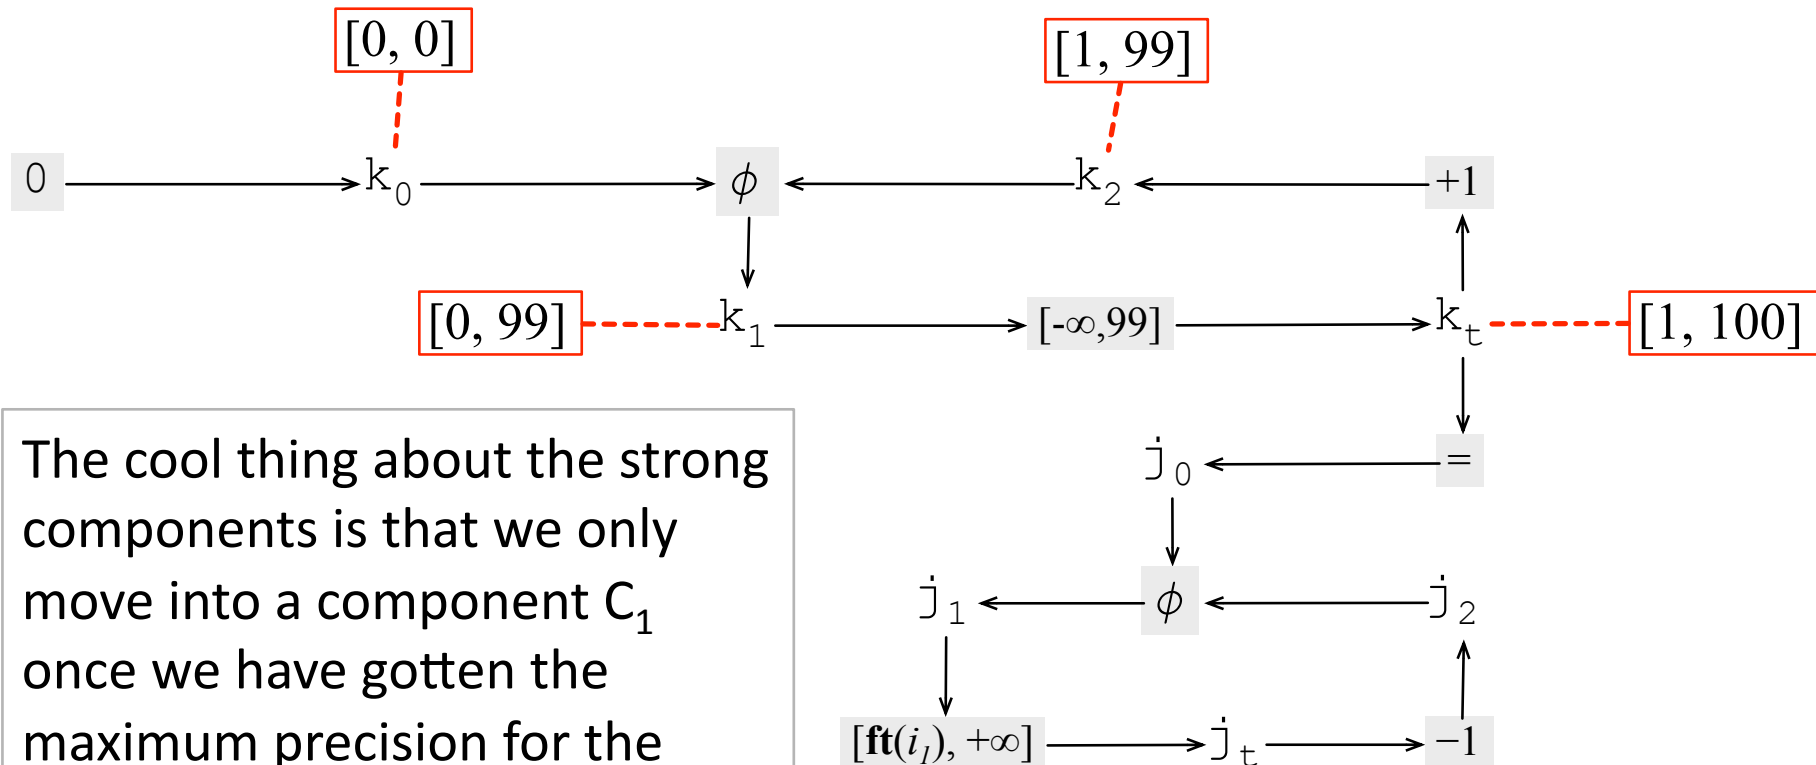 [0, 0] [1, 99]
0 k₀ ϕ k₂ +1
[0, 99] k₁ [-∞,99] kₜ [1, 100]
j₀ =
j₁ ϕ j₂
[ft(i₁), +∞] jₜ −1
The cool thing about the strong
components is that we only
move into a component C₁
once we have gotten the
maximum precision for the